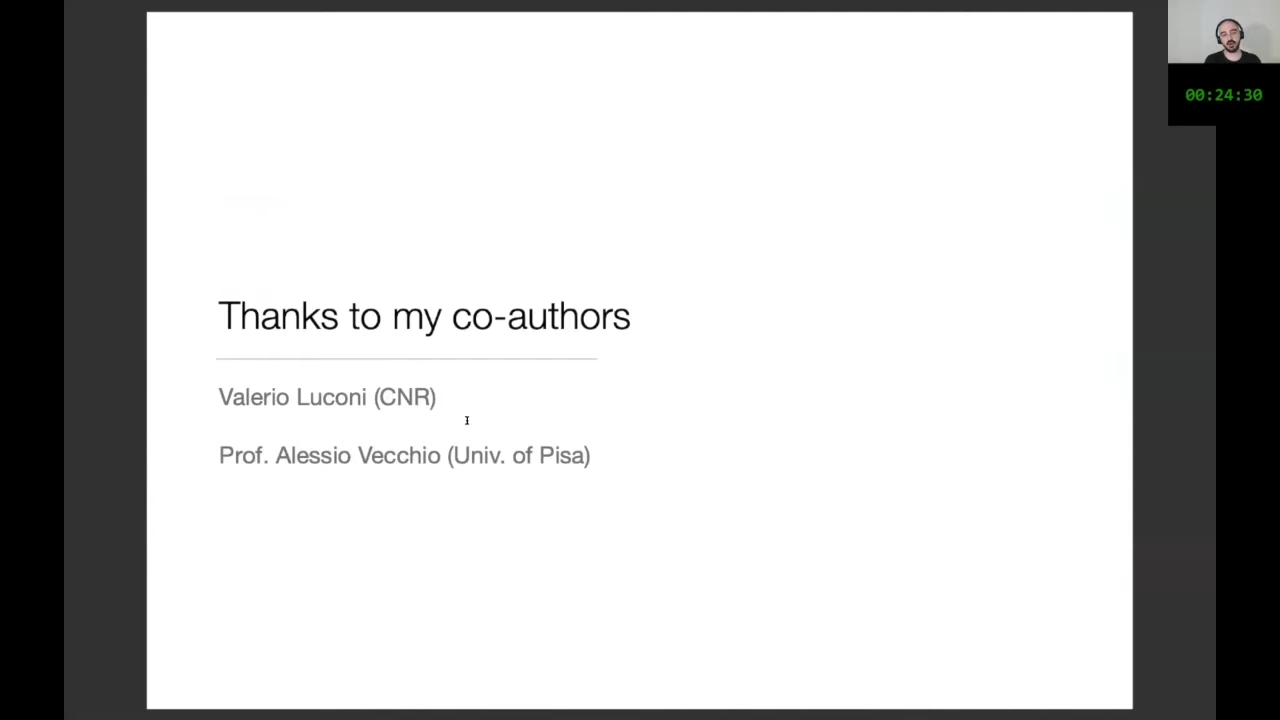 00:24:30
Thanks to my co-authors
Valerio Luconi (CNR)
Prof. Alessio Vecchio (Univ. of Pisa)